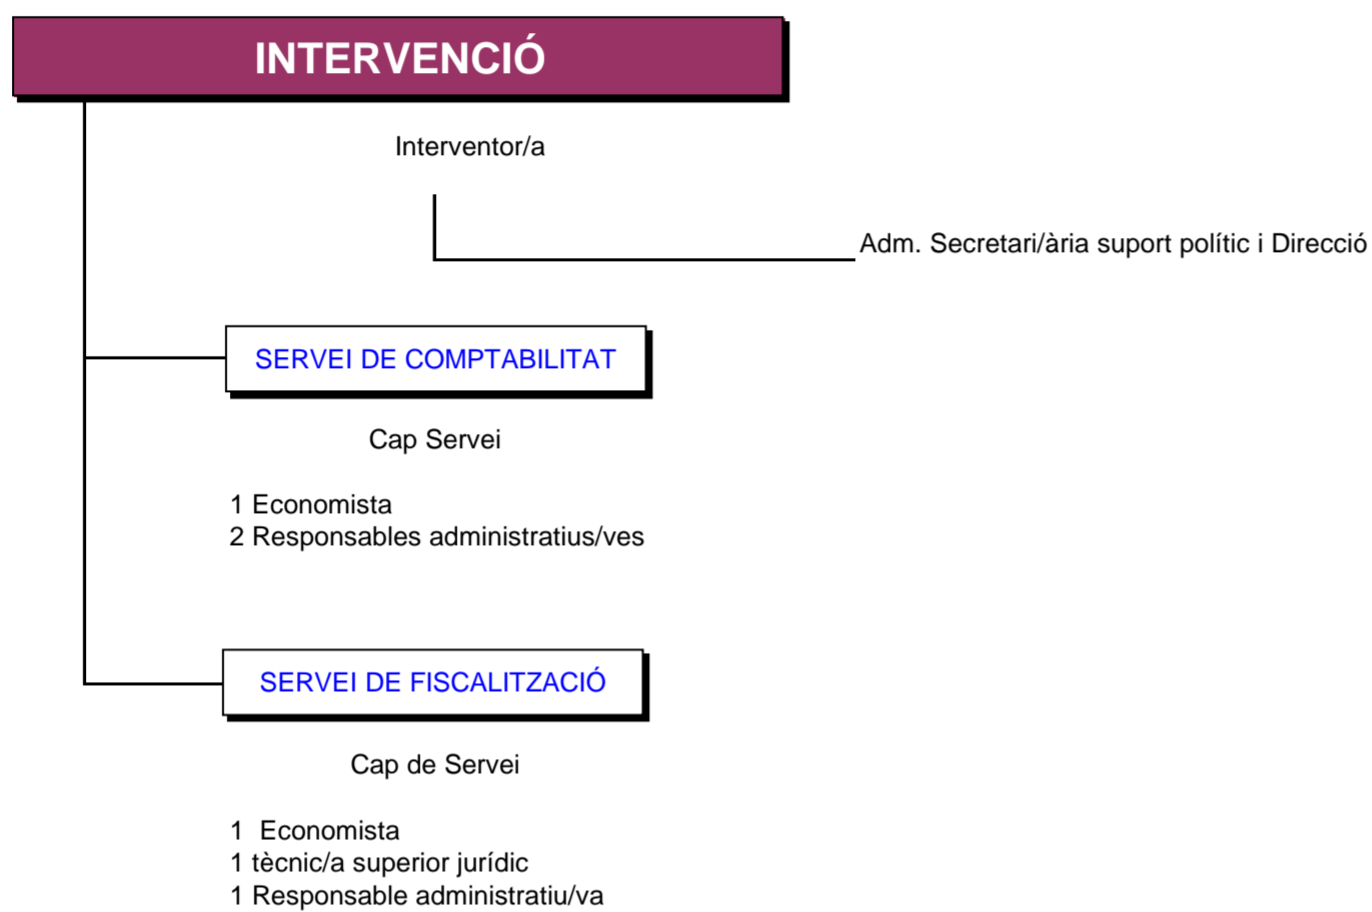 INTERVENCIÓ
Interventor/a
Adm. Secretari/ària suport polític i Direcció
SERVEI DE COMPTABILITAT
Cap Servei
1 Economista
2 Responsables administratius/ves
SERVEI DE FISCALITZACIÓ
Cap de Servei
1  Economista
1 tècnic/a superior jurídic
1 Responsable administratiu/va